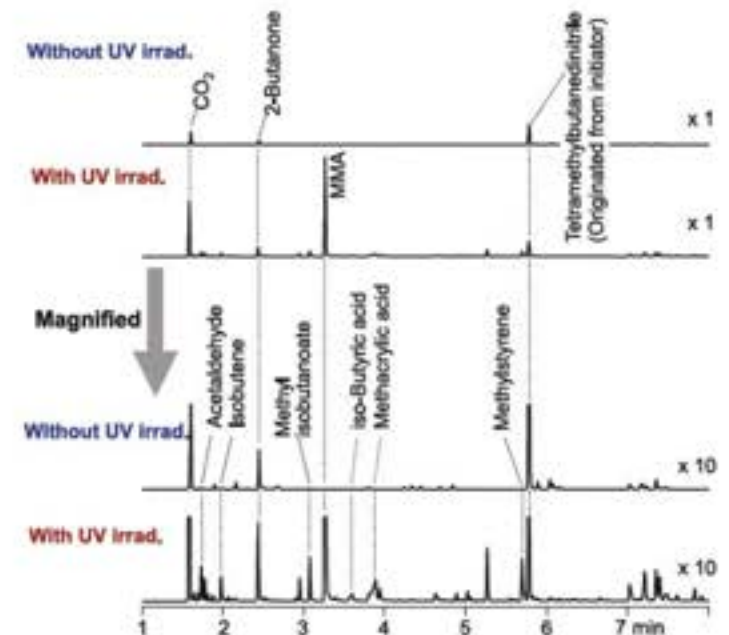 Without UV irrad.
CO2
2-Butanone
Tetramethylbutanedinitrile
(Originated from initiator)
x 1
With UV irrad.
MMA
x 1
Magnified
Acetaldehyde
Isobutene
Methyl
isobutanoate
iso-Butyric acid
Methacrylic acid
Methylstyrene
Without UV irrad.
x 10
With UV irrad.
x 10
1 2 3 4 5 6 7 min